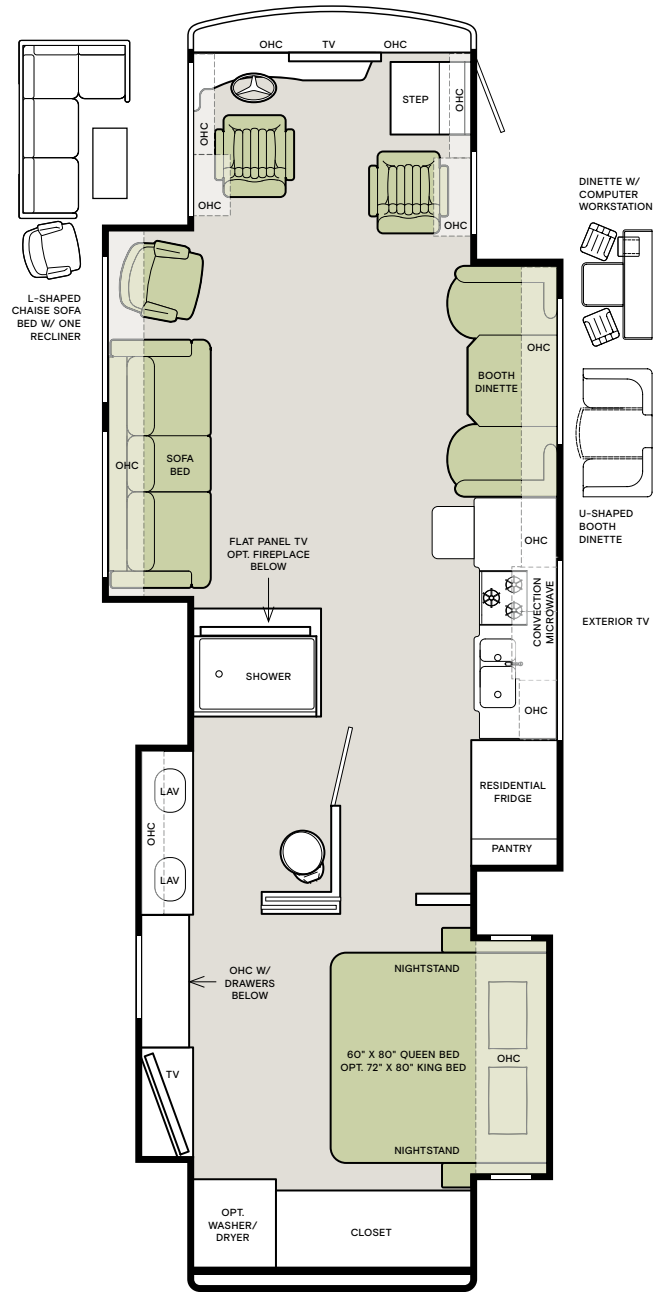 OHC
TV
OHC
STEP
OHC
OHC
OHC
OHC
DINETTE W/
COMPUTER
WORKSTATION
L-SHAPED
CHAISE SOFA
BED W/ ONE
RECLINER
OHC
BOOTH
DINETTE
OHC
SOFA
BED
U-SHAPED
BOOTH
DINETTE
OHC
FLAT PANEL TV
OPT. FIREPLACE
BELOW
CONVECTION
MICROWAVE
EXTERIOR TV
SHOWER
OHC
RESIDENTIAL
FRIDGE
PANTRY
LAV
OHC
LAV
OHC W/
DRAWERS
BELOW
NIGHTSTAND
60" X 80" QUEEN BED
OPT. 72" X 80" KING BED
OHC
TV
NIGHTSTAND
OPT.
WASHER/
DRYER
CLOSET